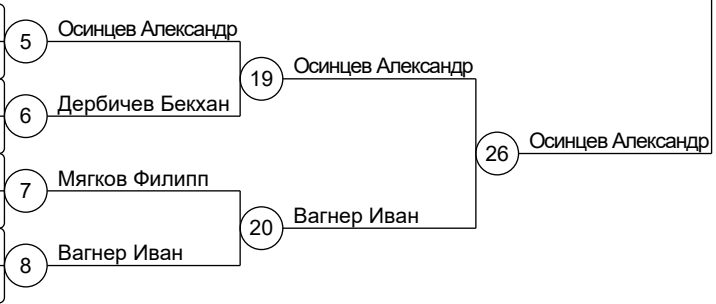 5
Осинцев Александр
19
Осинцев Александр
6
Дербичев Бекхан
26
Осинцев Александр
7
Мягков Филипп
20
Вагнер Иван
8
Вагнер Иван